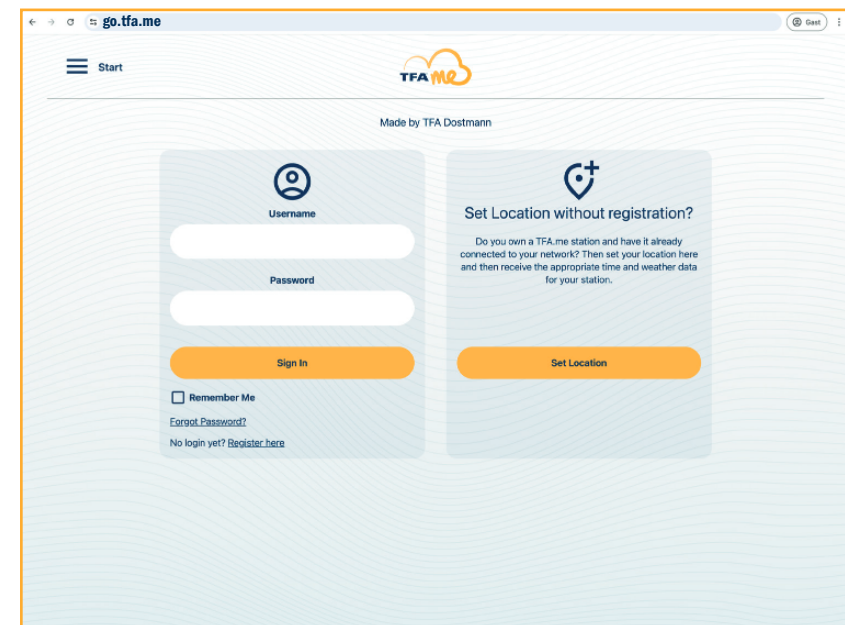 go.tfa.me
Gast
Start
TFA me
Made by TFA Dostmann
Username
Password
Sign In
Remember Me
Forgot Password?
No login yet? Register here
Set Location without registration?
Do you own a TFA.me station and have it already
connected to your network? Then set your location here
and then receive the appropriate time and weather data
for your station.
Set Location